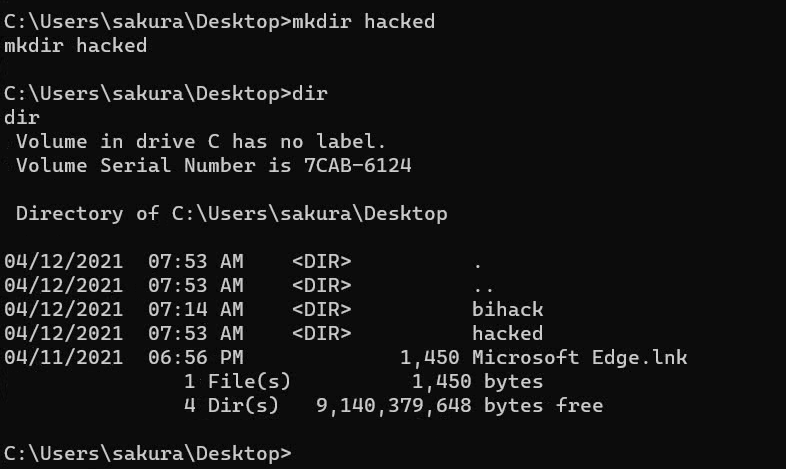 C:\Users\sakura\Desktop>mkdir hacked
mkdir hacked
C:\Users\sakura\Desktop>dir
dir
 Volume in drive C has no label.
 Volume Serial Number is 7CAB-6124
 Directory of C:\Users\sakura\Desktop
04/12/2021  07:53 AM    <DIR>          .
04/12/2021  07:53 AM    <DIR>          ..
04/12/2021  07:14 AM    <DIR>          bihack
04/12/2021  07:53 AM    <DIR>          hacked
04/11/2021  06:56 PM             1,450 Microsoft Edge.lnk
               1 File(s)          1,450 bytes
               4 Dir(s)   9,140,379,648 bytes free
C:\Users\sakura\Desktop>